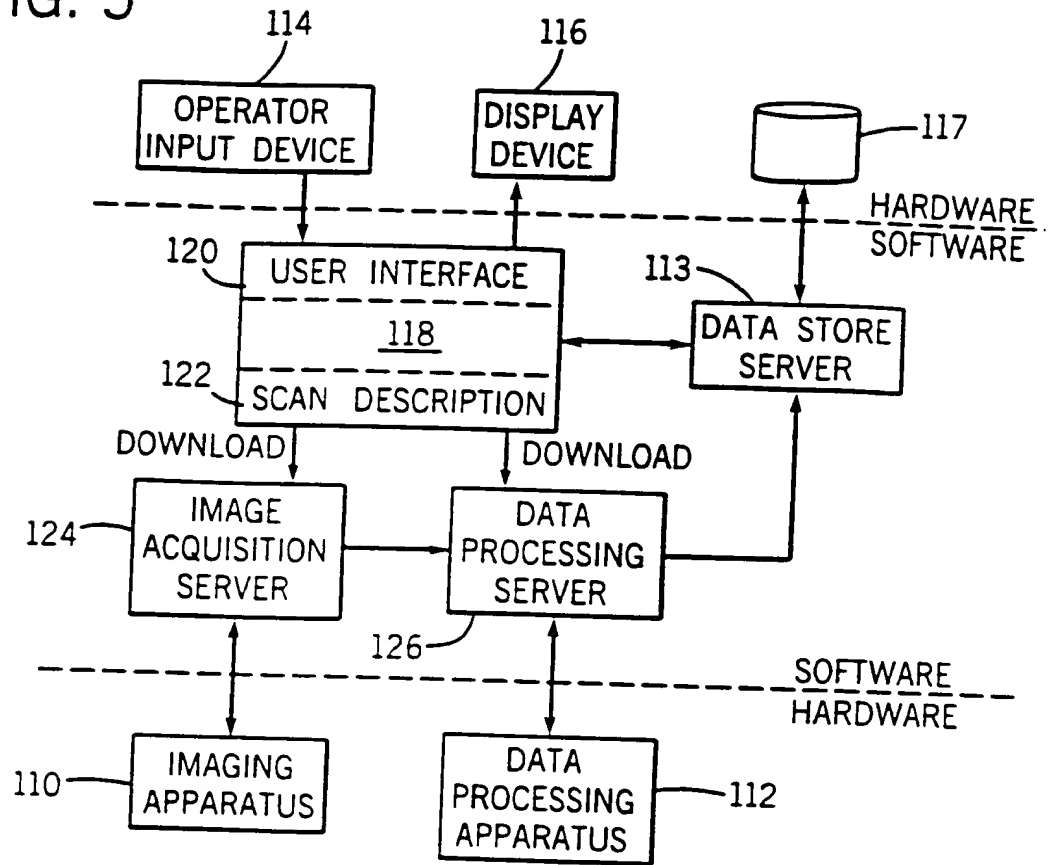 FIG.
114
116
OPERATOR
INPUT DEVICE
DISPLAY
DEVICE
117
HARDWARE
SOFTWARE
120
USER INTERFACE
113
118
DATA STORE
SERVER
122
SCAN DESCRIPTION
DOWNLOAD
DOWNLOAD
124
IMAGE
ACQUISITION
SERVER
DATA
PROCESSING
SERVER
126
SOFTWARE
HARDWARE
110
IMAGING
APPARATUS
DATA
PROCESSING
APPARATUS
112